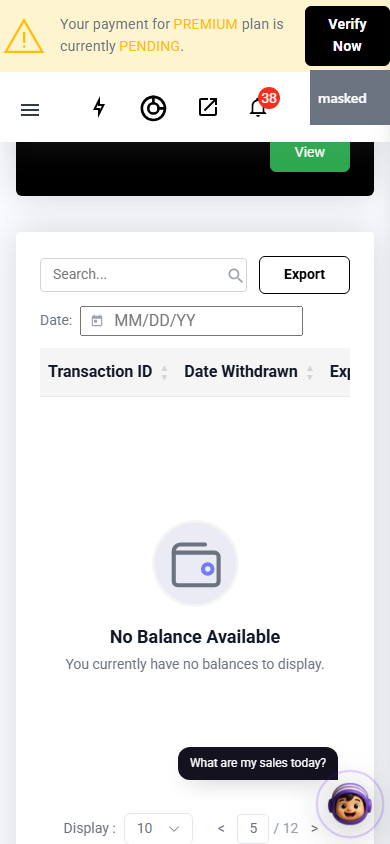 Your payment for PREMIUM plan is
currently PENDING.
Verify
Now
38
masked
View
Search...
Export
Date:
MM/DD/YY
Transaction ID
Date Withdrawn
No Balance Available
You currently have no balances to display.
What are my sales today?
Display : 10 < 5 / 12 >